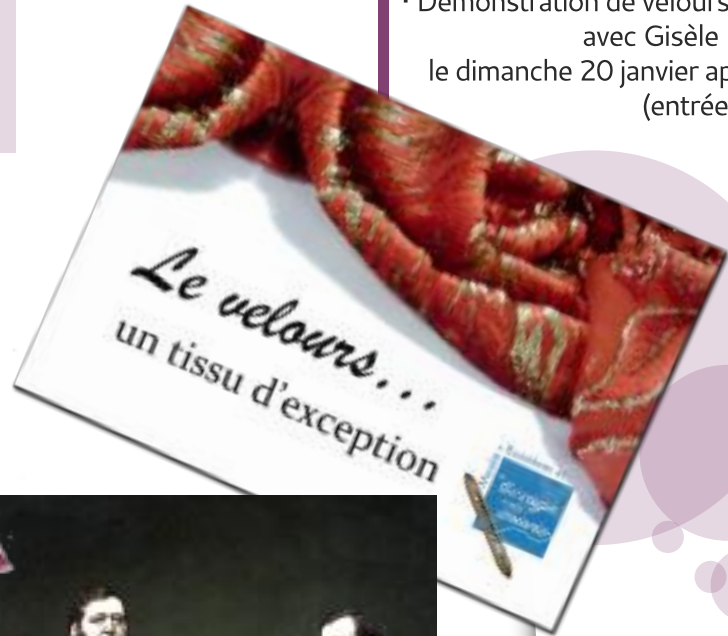 · Démonstration de velours
avec Gisèle
le dimanche 20 janvier ap
(entrée
Le velours...
un tissu d'exception